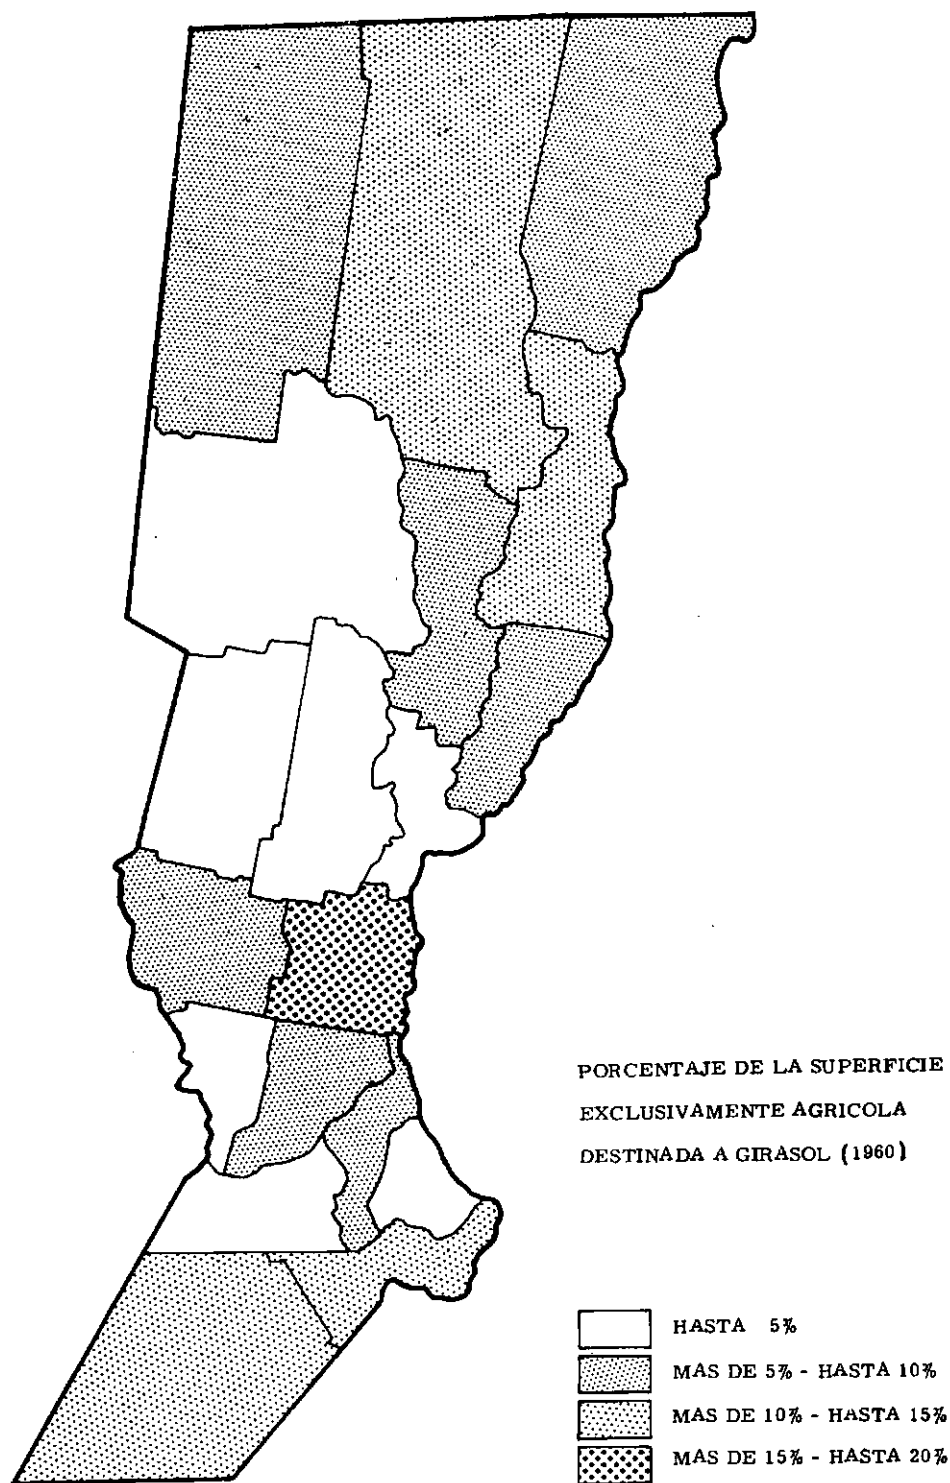 PORCENTAJE DE LA SUPERFICIE
EXCLUSIVAMENTE AGRICOLA
DESTINADA A GIRASOL (1960)
HASTA 5%
MAS DE 5% - HASTA 10%
MAS DE 10% - HASTA 15%
MAS DE 15% - HASTA 20%